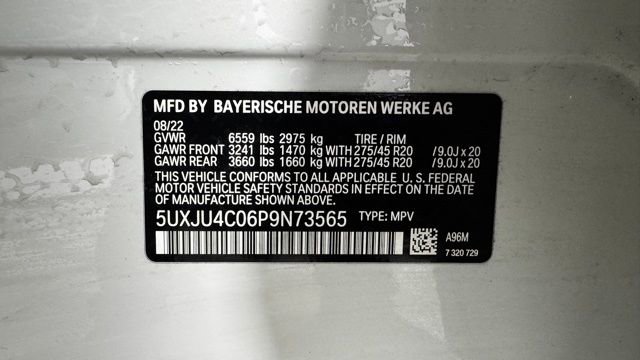 MFD BY BAYERISCHE MOTOREN WERKE AG
08/22
GVWR 6559 lbs 2975 kg TIRE / RIM
GAWR FRONT 3241 lbs 1470 kg WITH 275/45 R20 /9.0J x 20
GAWR REAR 3660 lbs 1660 kg WITH 275/45 R20 /9.0J x 20
THIS VEHICLE CONFORMS TO ALL APPLICABLE U. S. FEDERAL
MOTOR VEHICLE SAFETY STANDARDS IN EFFECT ON THE DATE
OF MANUFACTURE SHOWN ABOVE.
5UXJU4C06P9N73565 TYPE: MPV
A96M
7 320 729